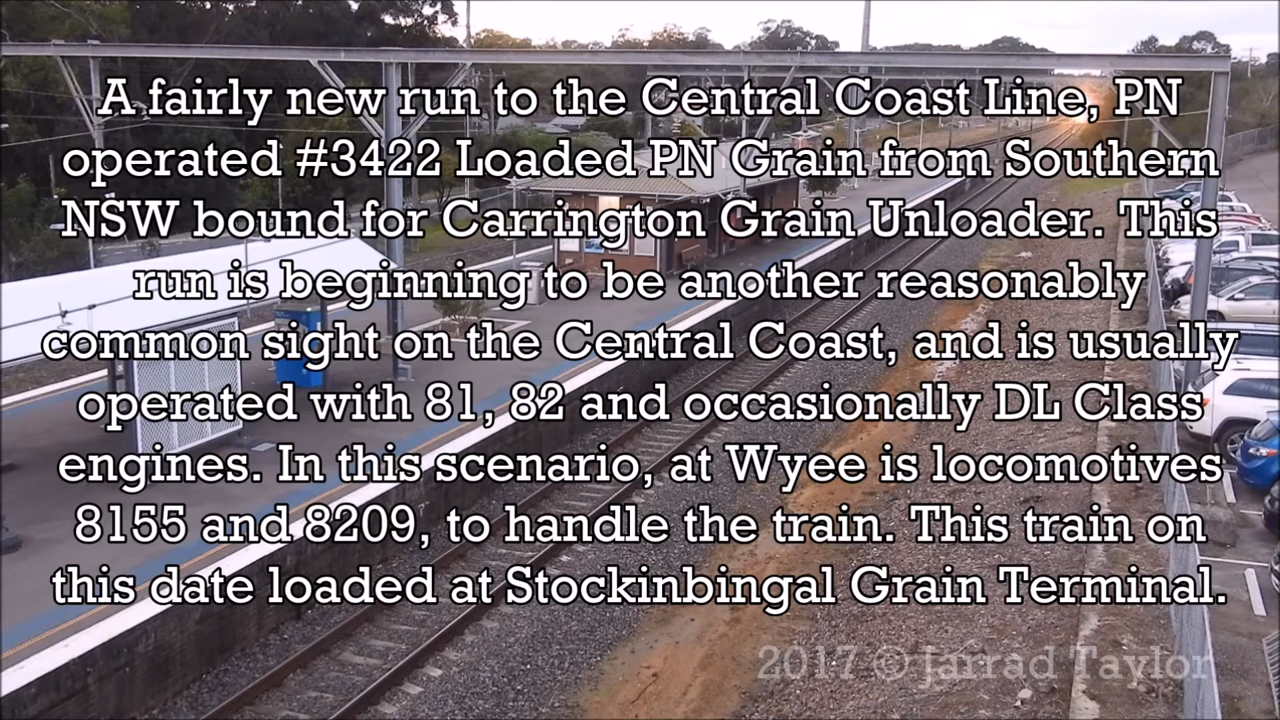 A fairly new run to the Central Coast Line, PN
operated #3422 Loaded PN Grain from Southern
NSW bound for Carrington Grain Unloader. This
run is beginning to be another reasonably
common sight on the Central Coast, and is usually
operated with 81, 82 and occasionally DL Class
engines. In this scenario, at Wyee is locomotives
8155 and 8209, to handle the train. This train on
this date loaded at Stockinbingal Grain Terminal.
2017 © Jarrad Taylor